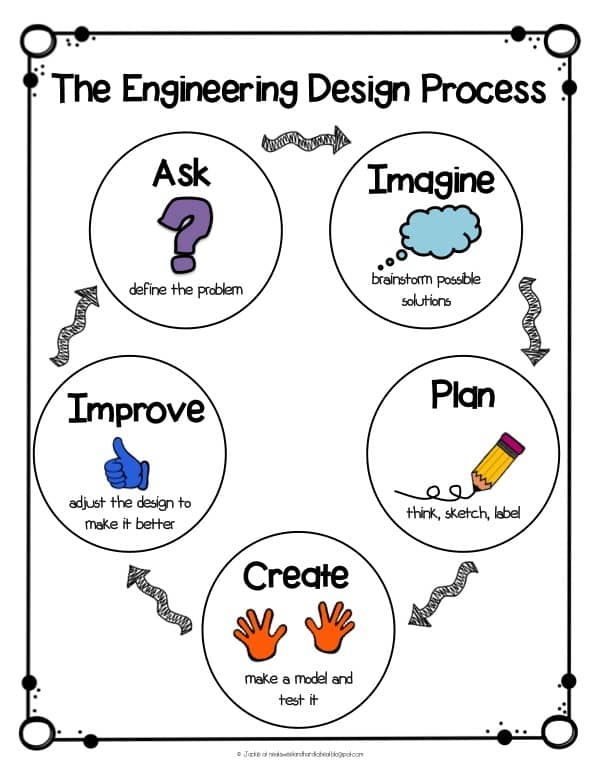 The Engineering Design Process
Ask
define the problem
Imagine
brainstorm possible
solutions
Plan
think, sketch, label
Create
make a model and
test it
Improve
adjust the design to
make it better